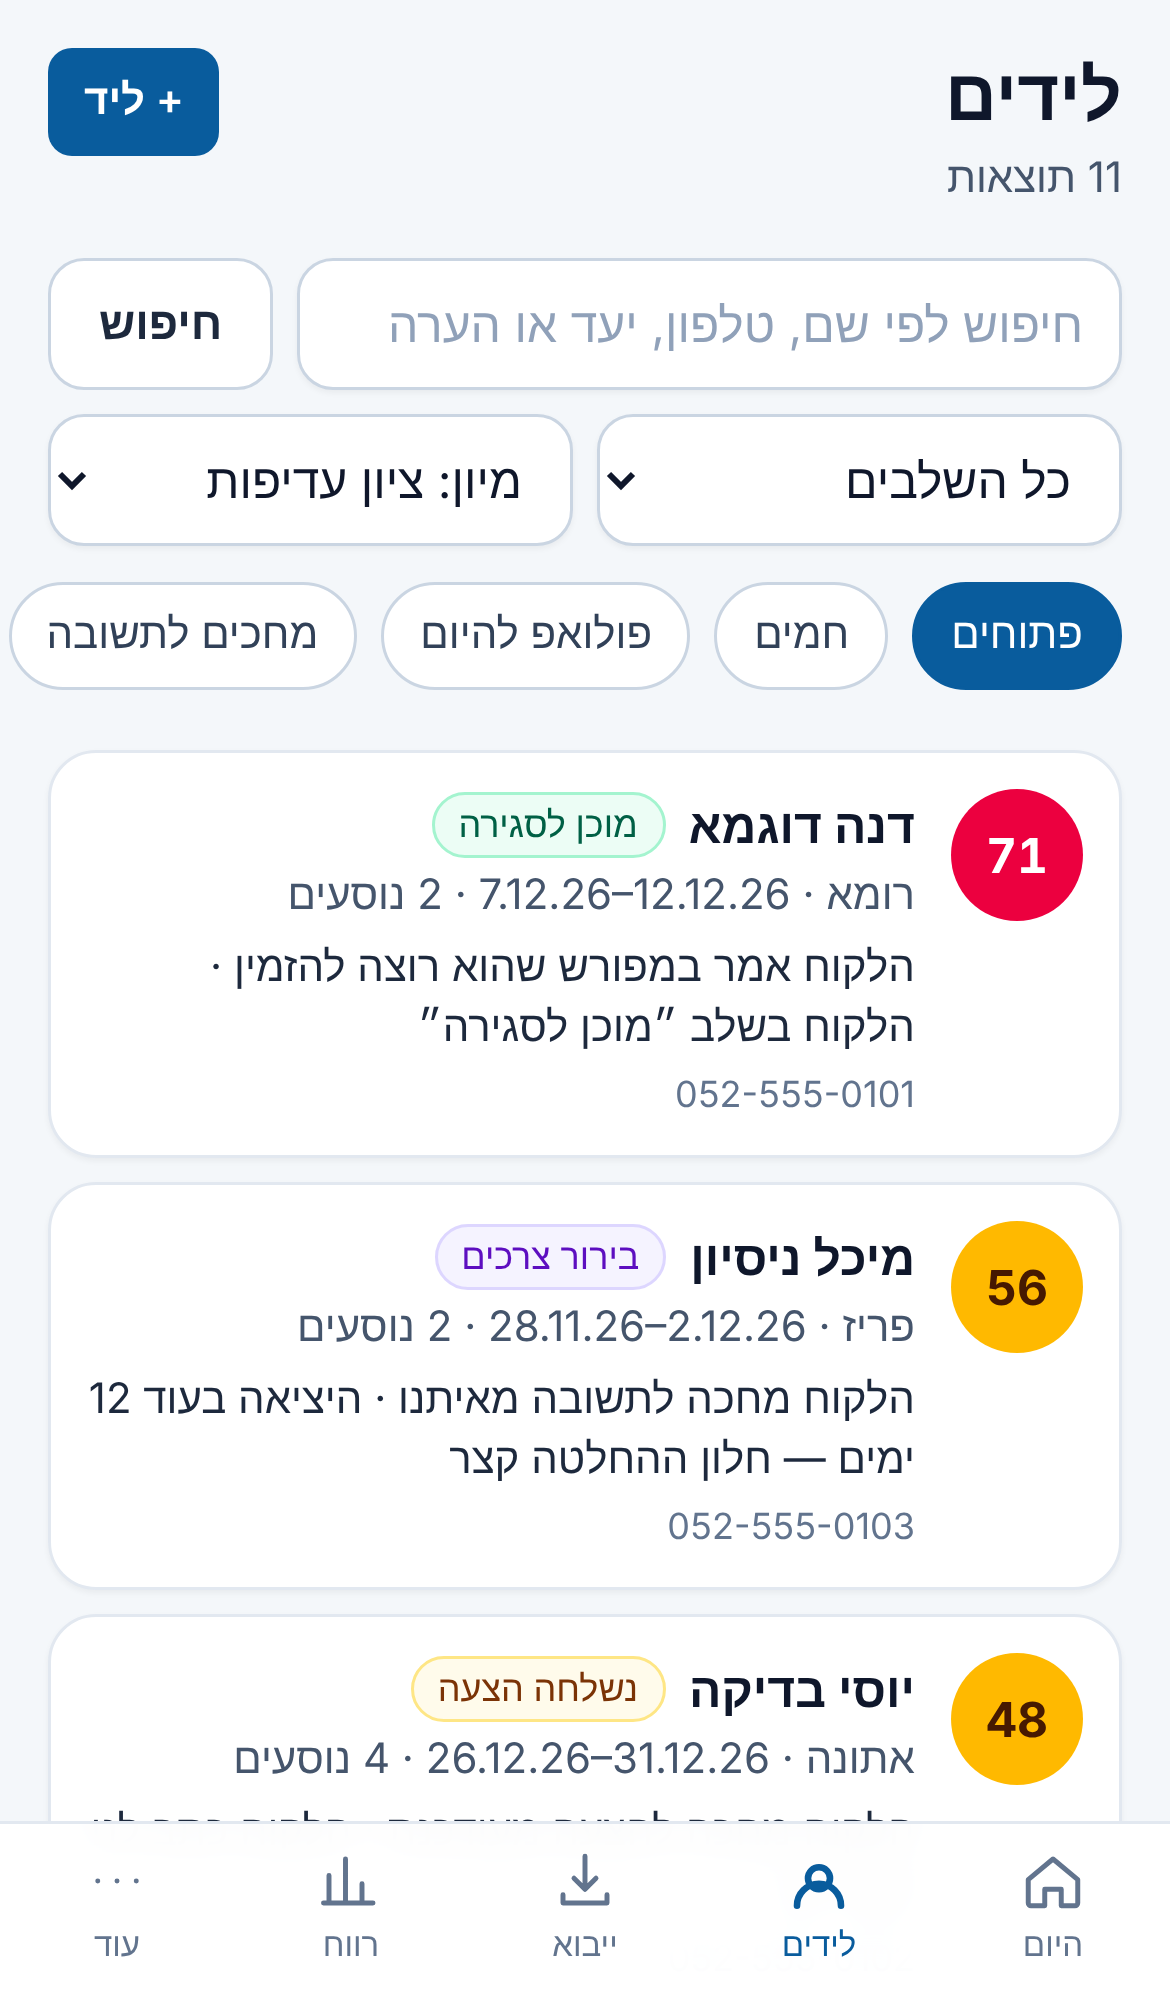 לידים
+ ליד
11 תוצאות
חיפוש לפי שם, טלפון, יעד או הערה
חיפוש
כל השלבים
מיון: ציון עדיפות
פתוחים
חמים
פולואפ להיום
מחכים לתשובה
71
דנה דוגמא
מוכן לסגירה
רומא · 7.12.26–12.12.26 · 2 נוסעים
הלקוח אמר במפורש שהוא רוצה להזמין ·
הלקוח בשלב ״מוכן לסגירה״
052-555-0101
56
מיכל ניסיון
בירור צרכים
פריז · 28.11.26–2.12.26 · 2 נוסעים
הלקוח מחכה לתשובה מאיתנו · היציאה בעוד 12
ימים — חלון ההחלטה קצר
052-555-0103
48
יוסי בדיקה
נשלחה הצעה
אתונה · 26.12.26–31.12.26 · 4 נוסעים
היום
לידים
ייבוא
רווח
עוד